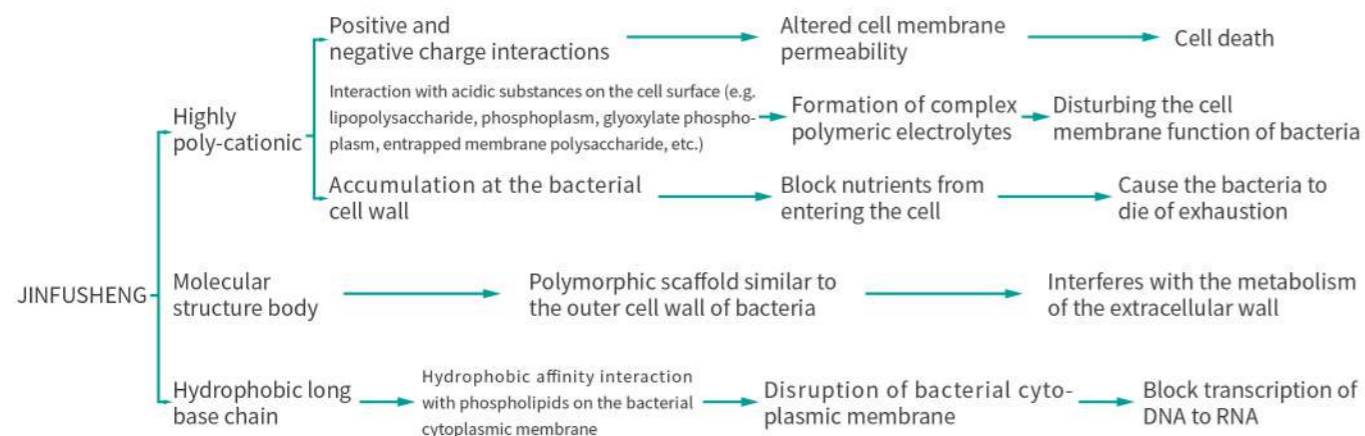 Positive and
negative charge interactions
Altered cell membrane
permeability
Cell death
Highly
poly-cationic
Interaction with acidic substances on the cell surface (e.g.
lipopolysaccharide, phosphoplasm, glyoxylate phospho-
plasm, entrapped membrane polysaccharide, etc.)
Formation of complex
polymeric electrolytes
Disturbing the cell
membrane function of bacteria
Accumulation at the bacterial
cell wall
Block nutrients from
entering the cell
Cause the bacteria to
die of exhaustion
JINFUSHENG
Molecular
structure body
Polymorphic scaffold similar to
the outer cell wall of bacteria
Interferes with the metabolism
of the extracellular wall
Hydrophobic long
base chain
Hydrophobic affinity interaction
with phospholipids on the bacterial
cytoplasmic membrane
Disruption of bacterial cyto-
plasmic membrane
Block transcription of
DNA to RNA